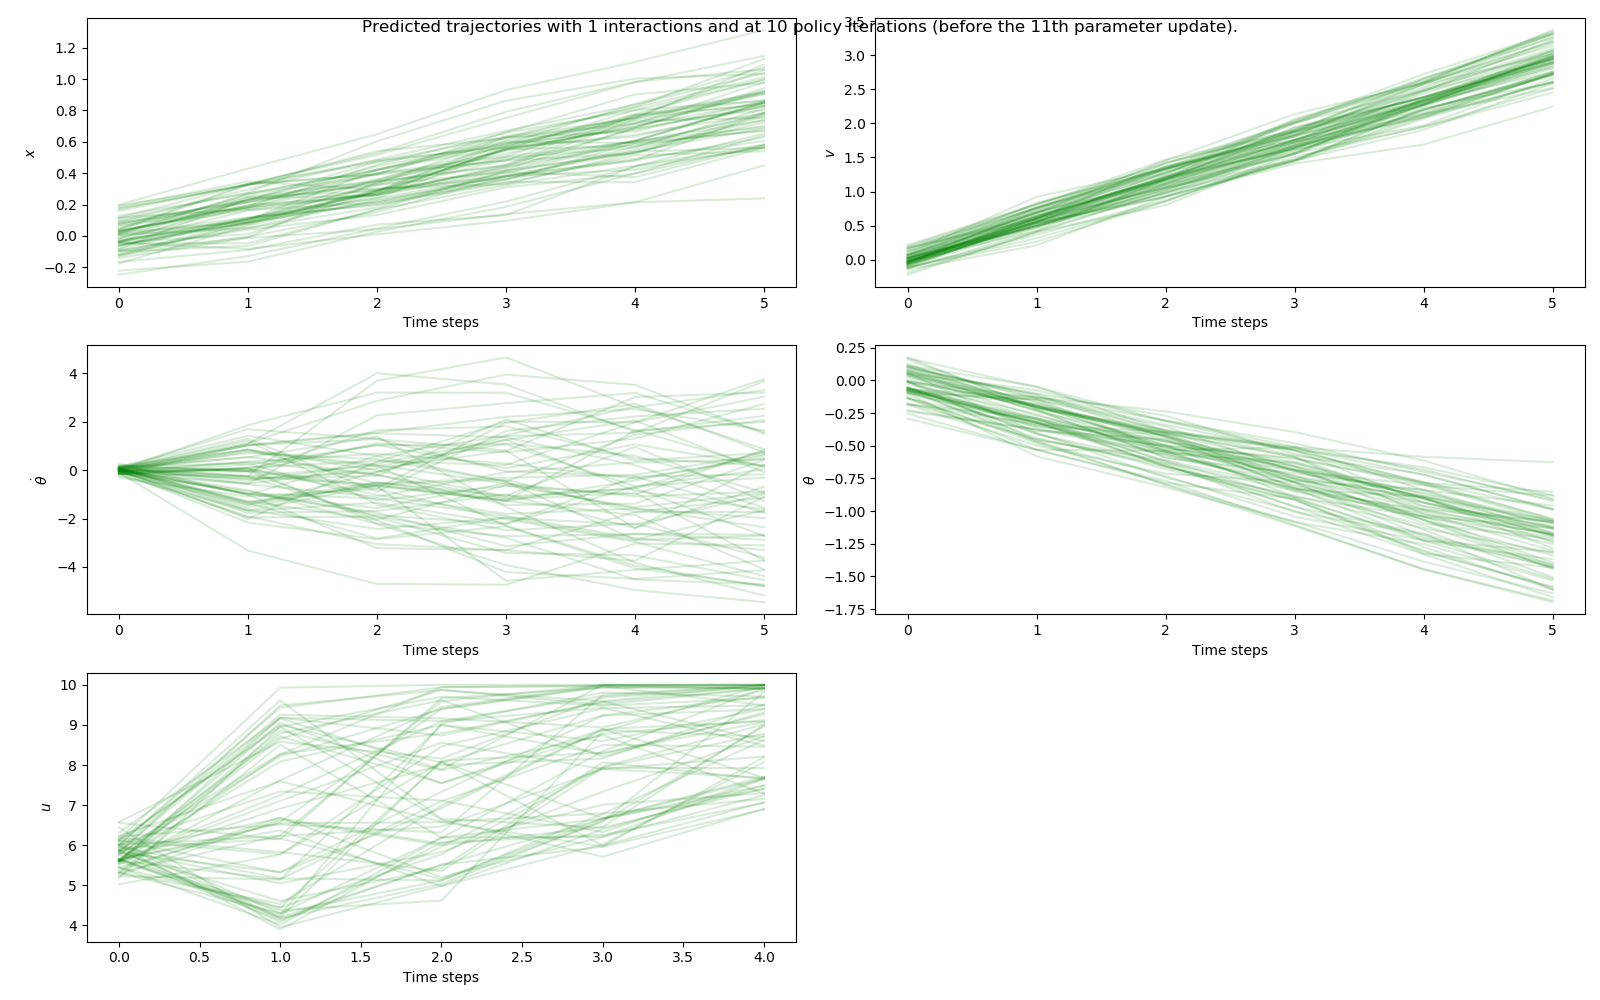 Predicted trajectories with 1 interactions and at 10 policy iterations (before the 11th parameter update).
1.2
1.0
0.8
0.6
0.4
0.2
0.0
−0.2
x
0 1 2 3 4 5
Time steps
3.5
3.0
2.5
2.0
1.5
1.0
0.5
0.0
v
0 1 2 3 4 5
Time steps
4
2
0
−2
−4
θ̇
0 1 2 3 4 5
Time steps
0.25
0.00
−0.25
−0.50
−0.75
−1.00
−1.25
−1.50
−1.75
θ
0 1 2 3 4 5
Time steps
10
9
8
7
6
5
4
u
0.0 0.5 1.0 1.5 2.0 2.5 3.0 3.5 4.0
Time steps